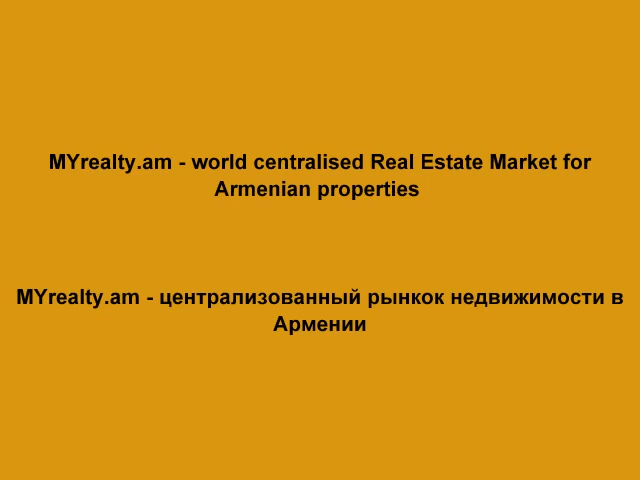 MYrealty.am - world centralised Real Estate Market for
Armenian properties
MYrealty.am - централизованный рынкок недвижимости в
Армении